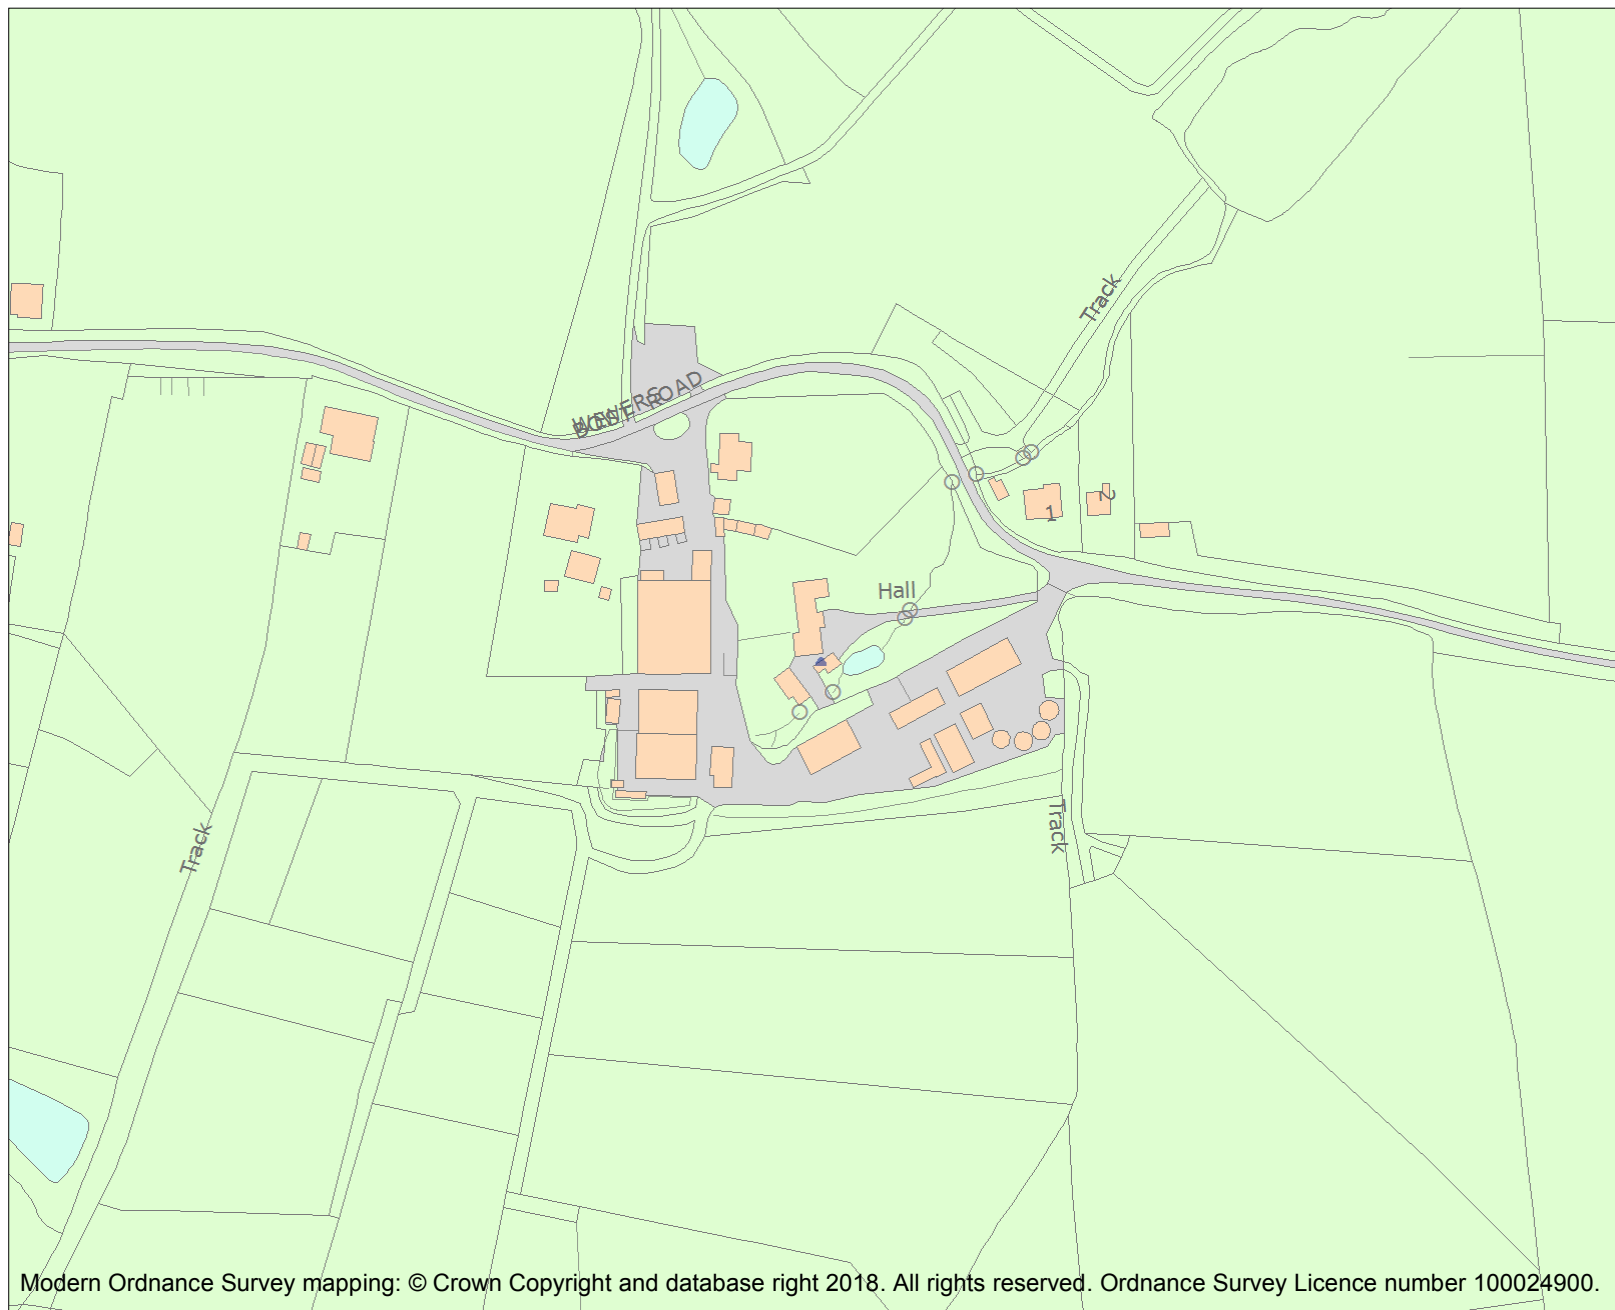 Track
ROAD
Hall
1
2
Track
Track
Modern Ordnance Survey mapping: © Crown Copyright and database right 2018. All rights reserved. Ordnance Survey Licence number 100024900.